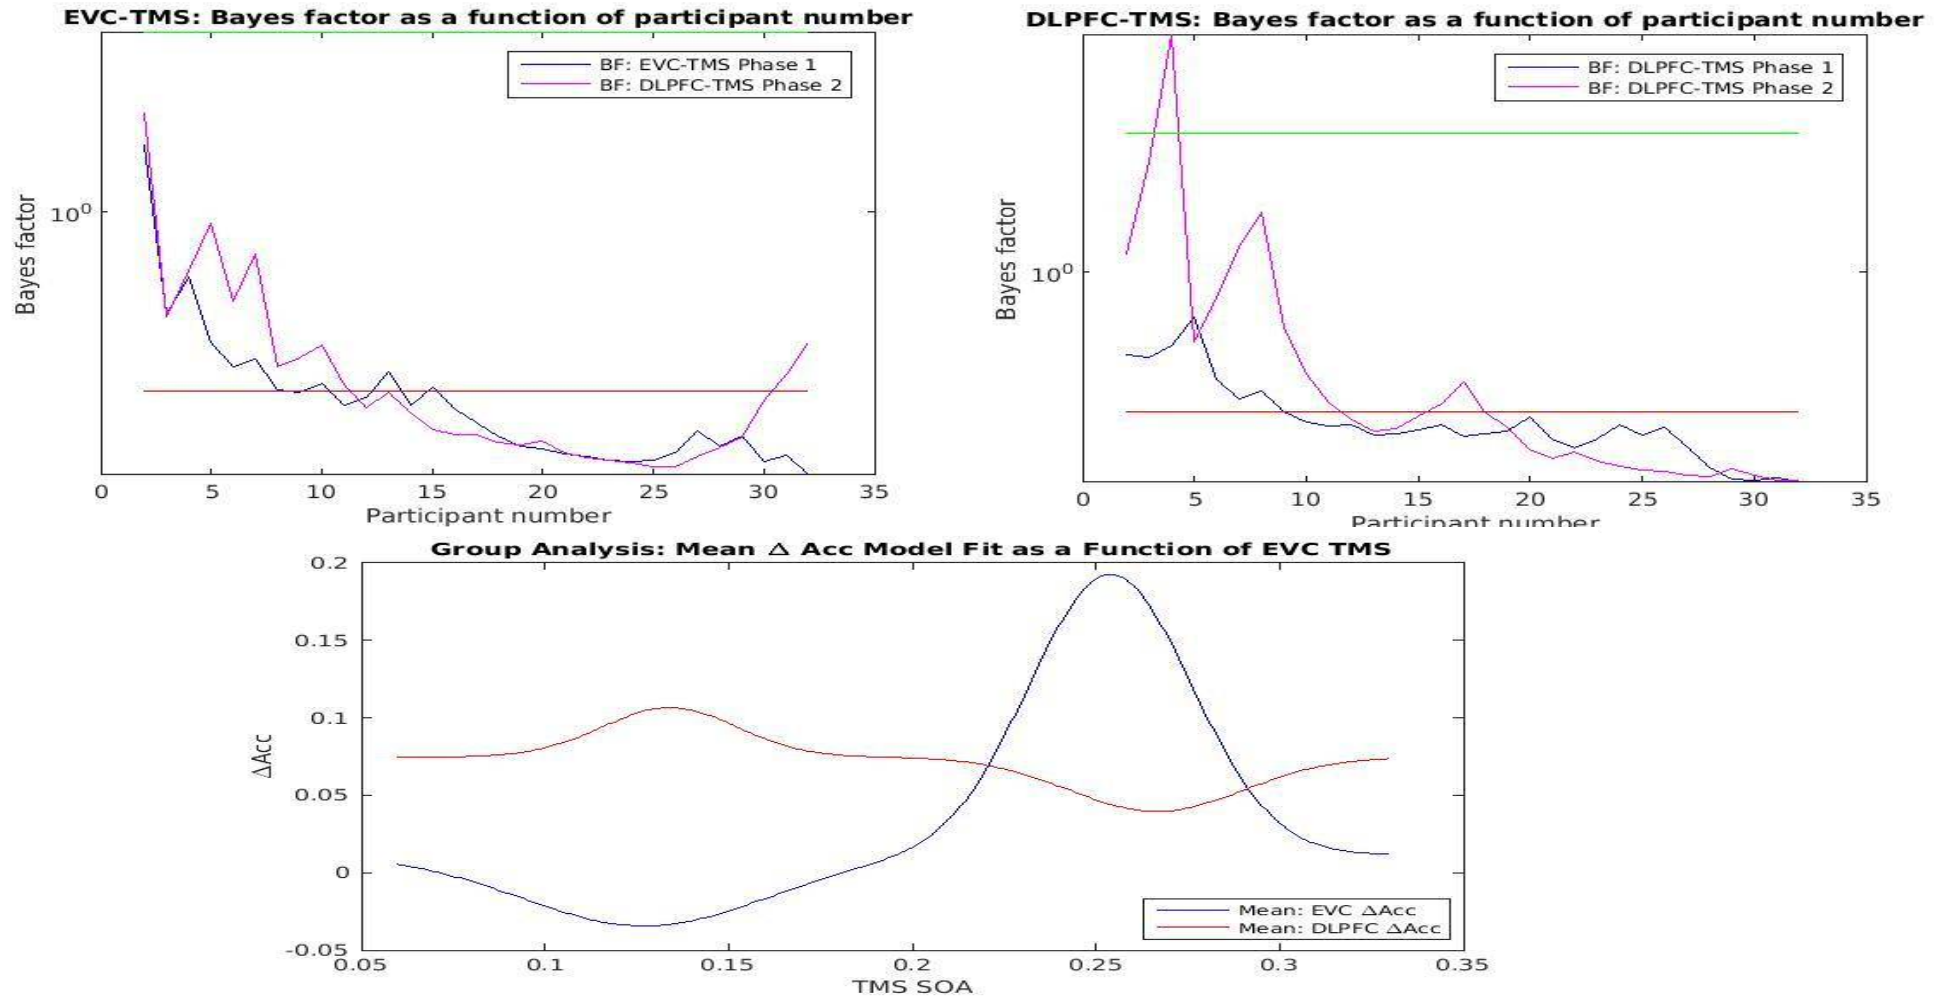 EVC-TMS: Bayes factor as a function of participant number
BF: EVC-TMS Phase 1
BF: DLPFC-TMS Phase 2
Bayes factor
10⁰
0 5 10 15 20 25 30 35
Participant number
DLPFC-TMS: Bayes factor as a function of participant number
BF: DLPFC-TMS Phase 1
BF: DLPFC-TMS Phase 2
Bayes factor
10⁰
0 5 10 15 20 25 30 35
Participant number
Group Analysis: Mean Δ Acc Model Fit as a Function of EVC TMS
0.2
0.15
0.1
0.05
0
-0.05
ΔAcc
Mean: EVC ΔAcc
Mean: DLPFC ΔAcc
0.05 0.1 0.15 0.2 0.25 0.3 0.35
TMS SOA